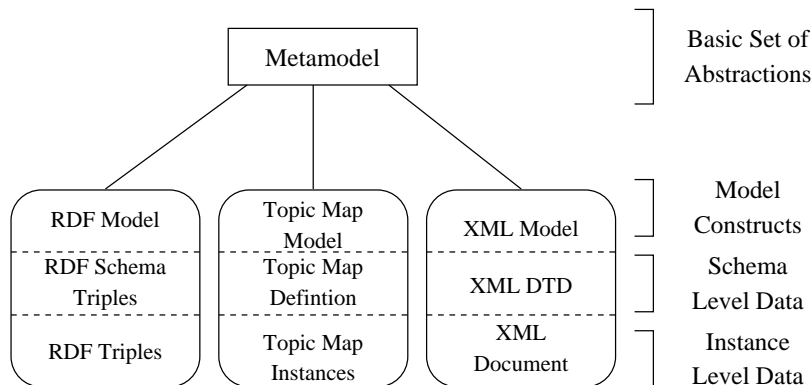 Metamodel
Basic Set of
Abstractions
RDF Model
Topic Map
Model
XML Model
Model
Constructs
RDF Schema
Triples
Topic Map
Defintion
XML DTD
Schema
Level Data
RDF Triples
Topic Map
Instances
XML
Document
Instance
Level Data